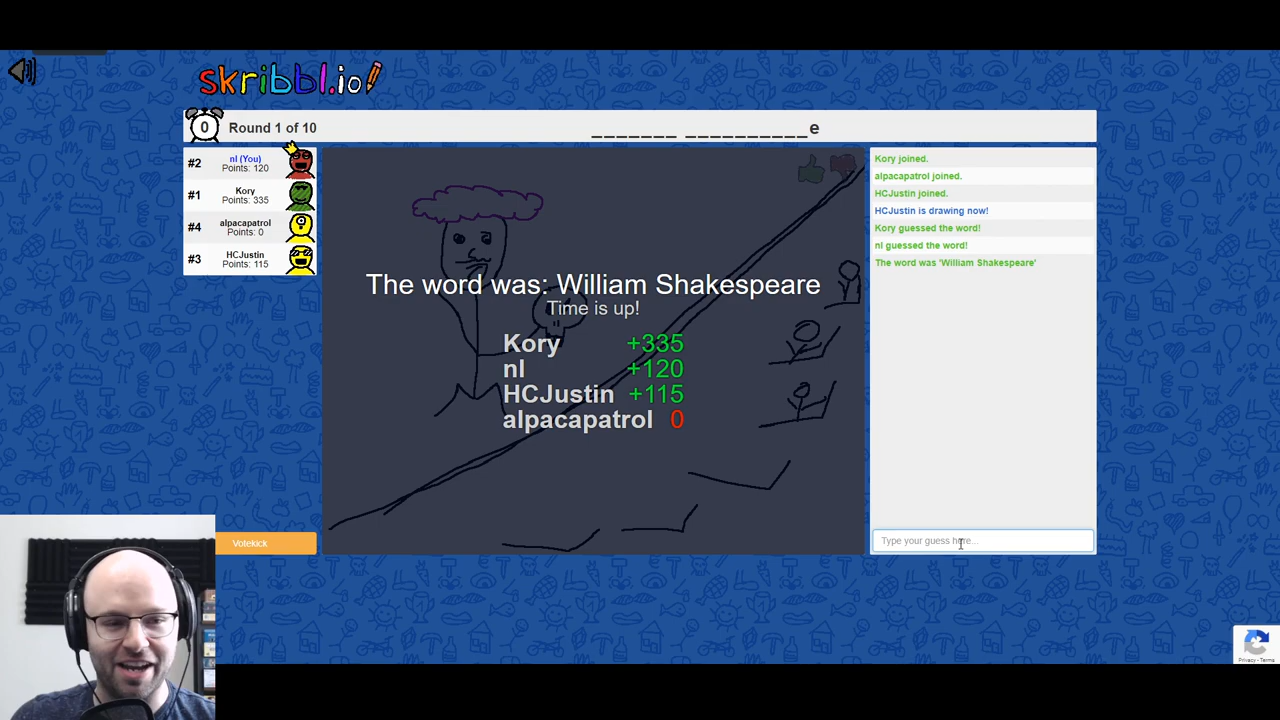 skribbl.io
0
Round 1 of 10
_______ __________e
#2
nl (You)
Points: 120
#1
Kory
Points: 335
#4
alpacapatrol
Points: 0
#3
HCJustin
Points: 115
The word was: William Shakespeare
Time is up!
Kory +335
nl +120
HCJustin +115
alpacapatrol 0
Kory joined.
alpacapatrol joined.
HCJustin joined.
HCJustin is drawing now!
Kory guessed the word!
nl guessed the word!
The word was 'William Shakespeare'
Type your guess here...
Votekick
Privacy - Terms